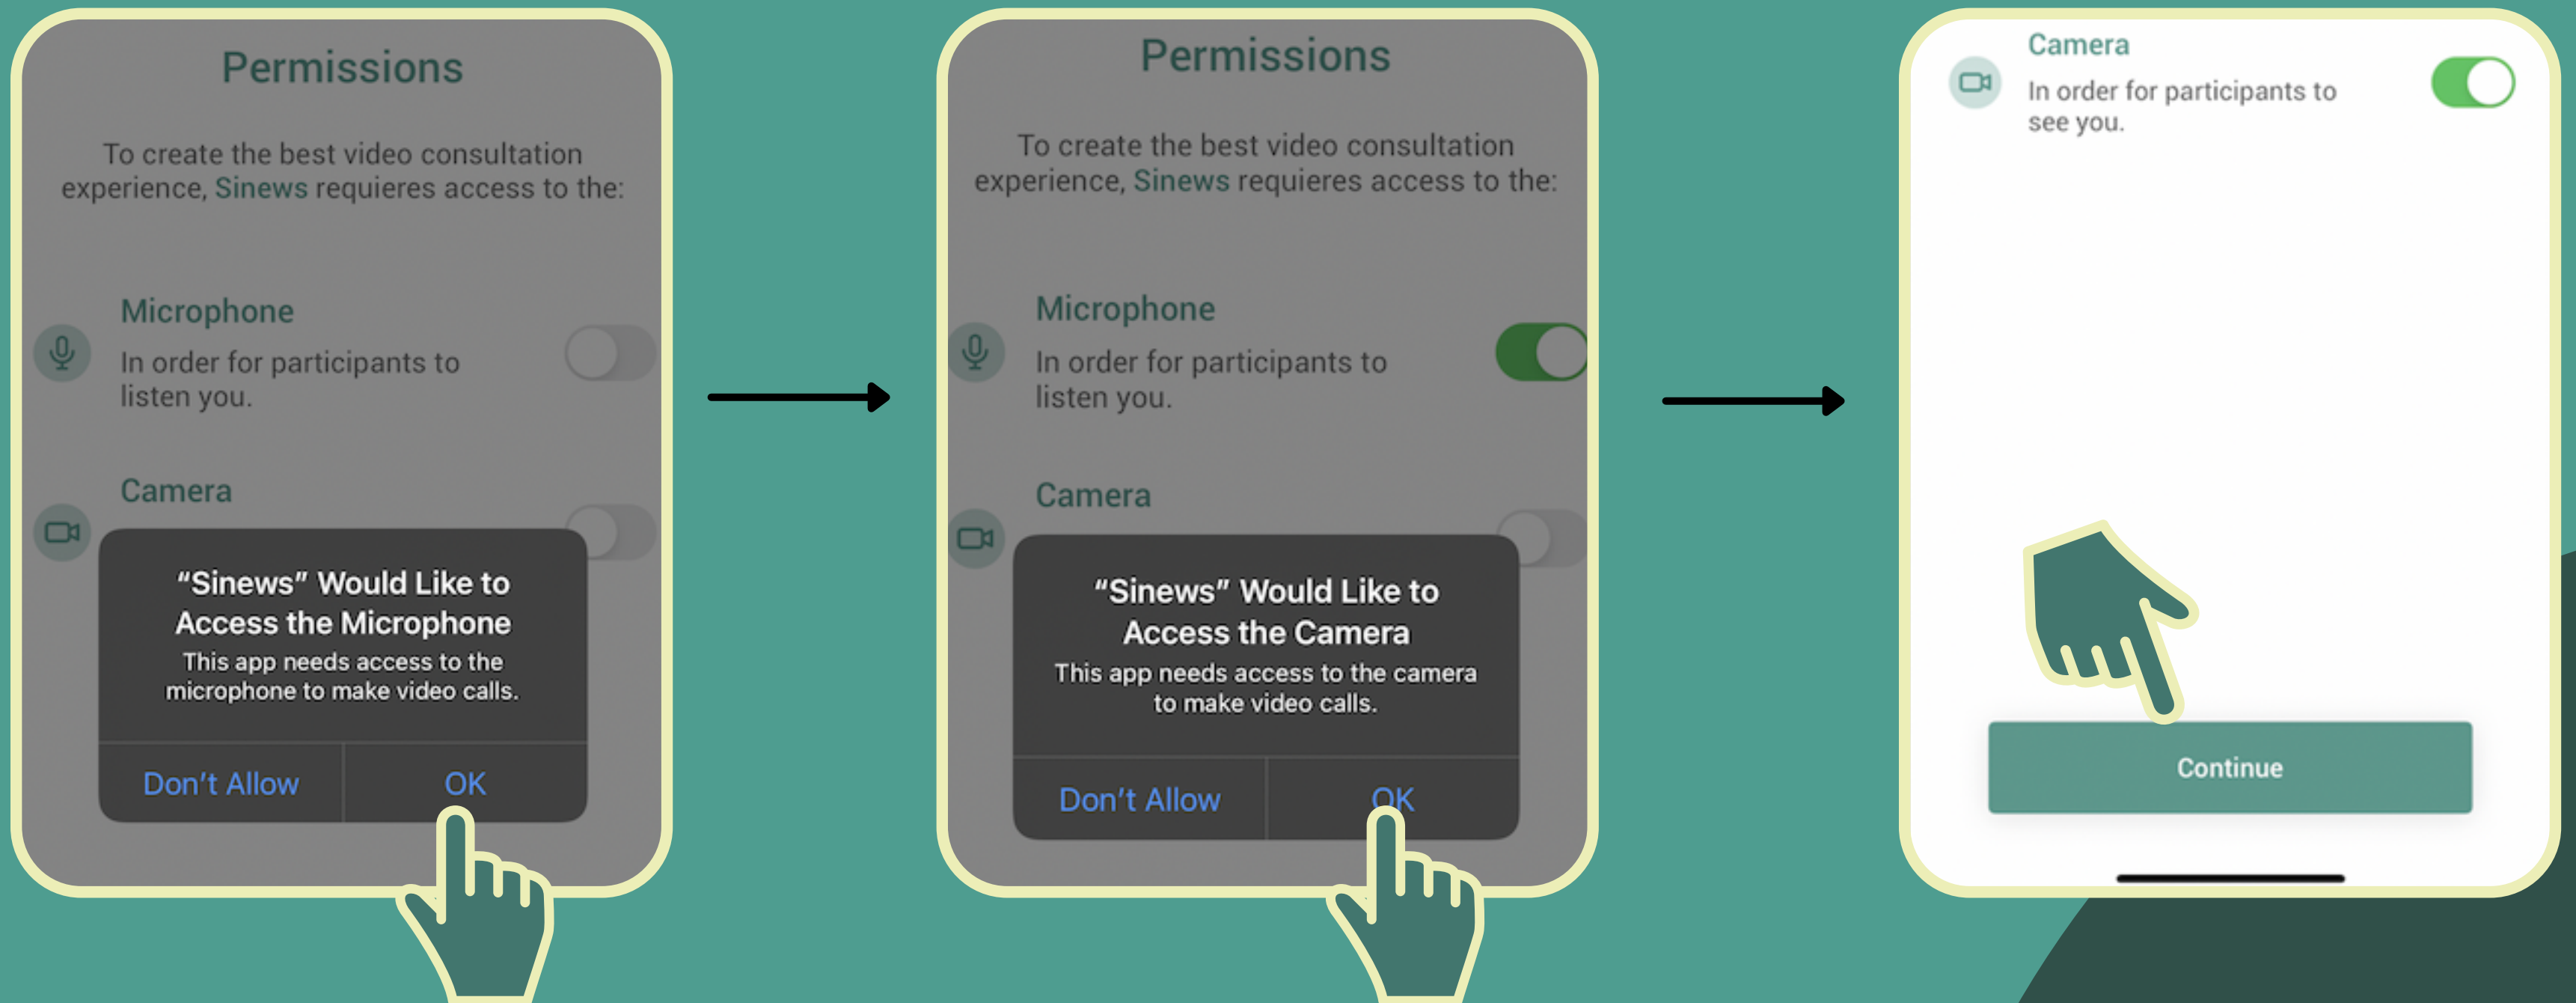 Permissions
To create the best video consultation
experience, Sinews requieres access to the:
Microphone
In order for participants to
listen you.
Camera
“Sinews” Would Like to
Access the Microphone
This app needs access to the
microphone to make video calls.
Don’t Allow
OK
Permissions
To create the best video consultation
experience, Sinews requieres access to the:
Microphone
In order for participants to
listen you.
Camera
“Sinews” Would Like to
Access the Camera
This app needs access to the camera
to make video calls.
Don’t Allow
OK
Camera
In order for participants to
see you.
Continue